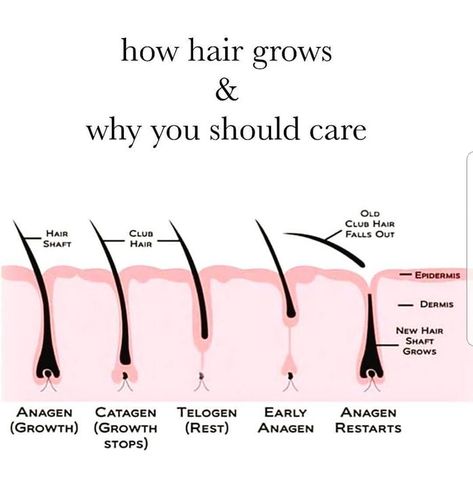 how hair grows
&
why you should care
HAIR
SHAFT
CLUB
HAIR
OLD
CLUB HAIR
FALLS OUT
EPIDERMIS
DERMIS
NEW HAIR
SHAFT
GROWS
ANAGEN
(GROWTH)
CATAGEN
(GROWTH
STOPS)
TELOGEN
(REST)
EARLY
ANAGEN
ANAGEN
RESTARTS